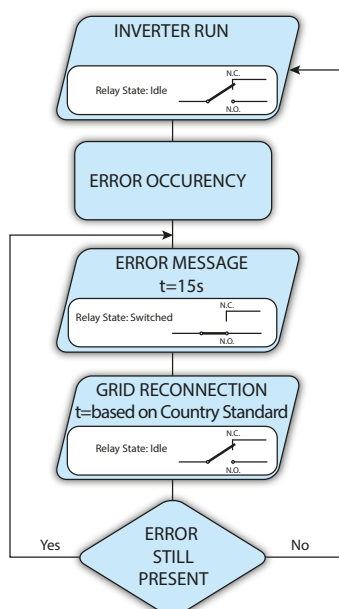 INVERTER RUN
N.C.
Relay State: Idle
N.O.
ERROR OCCURENCY
ERROR MESSAGE
t=15s
N.C.
Relay State: Switched
N.O.
GRID RECONNECTION
t=based on Country Standard
N.C.
Relay State: Idle
N.O.
Yes
ERROR
STILL
PRESENT
No